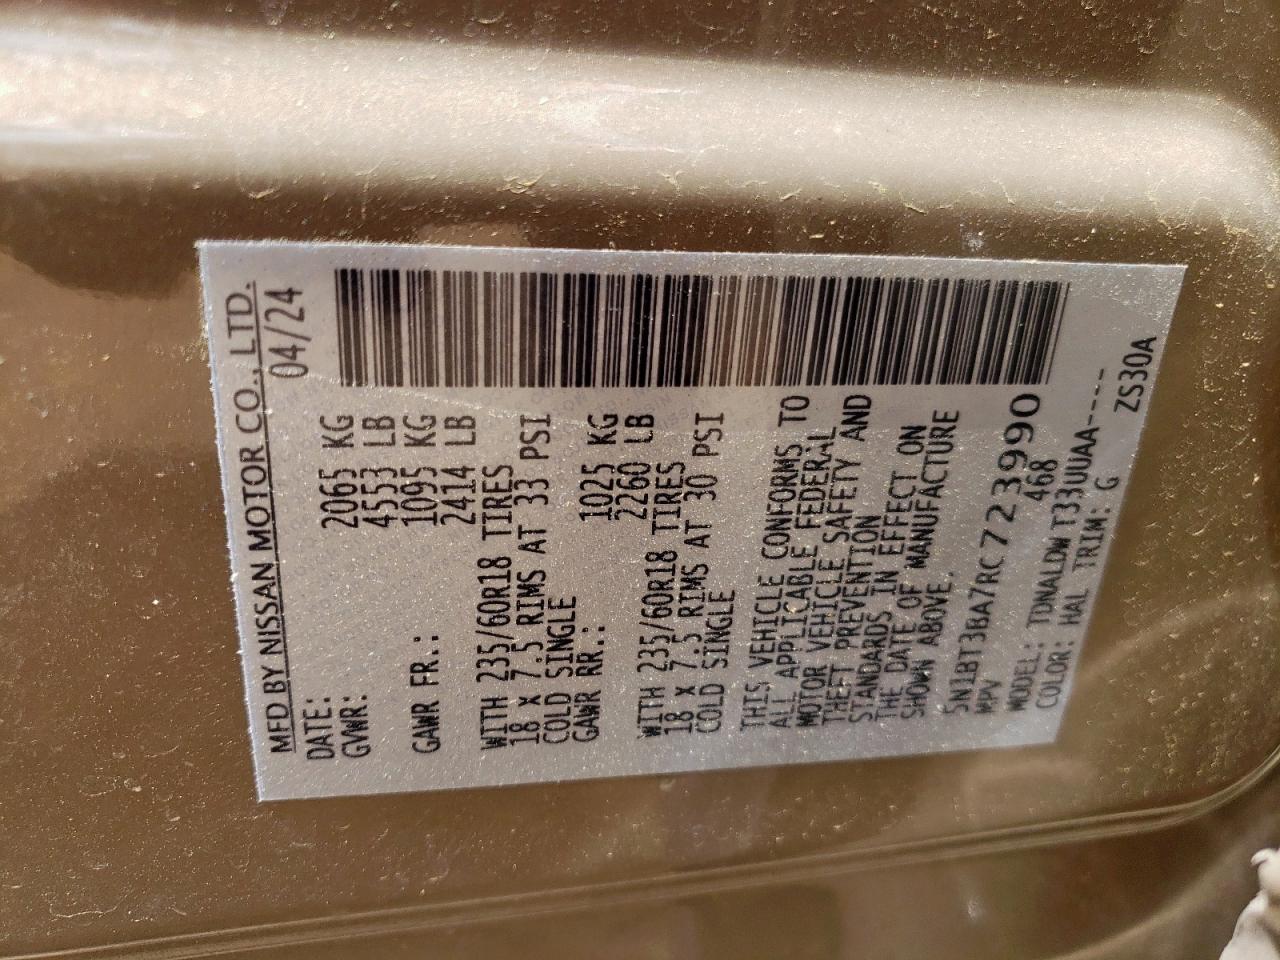 MFD BY NISSAN MOTOR CO., LTD.
DATE: 04/24
GVWR: 2065 KG
4553 LB
GAWR FR.: 1095 KG
2414 LB
WITH 235/60R18 TIRES
18 X 7.5 RIMS AT 33 PSI
COLD SINGLE
GAWR RR.: 1025 KG
2260 LB
WITH 235/60R18 TIRES
18 X 7.5 RIMS AT 30 PSI
COLD SINGLE
THIS VEHICLE CONFORMS TO
ALL APPLICABLE FEDERAL
MOTOR VEHICLE SAFETY AND
THEFT PREVENTION
STANDARDS IN EFFECT ON
THE DATE OF MANUFACTURE
SHOWN ABOVE.
5N1BT3BA7RC723990
MPV 468
MODEL: TDNALDW T33UUAA----
COLOR: HAL TRIM: G ZS30A